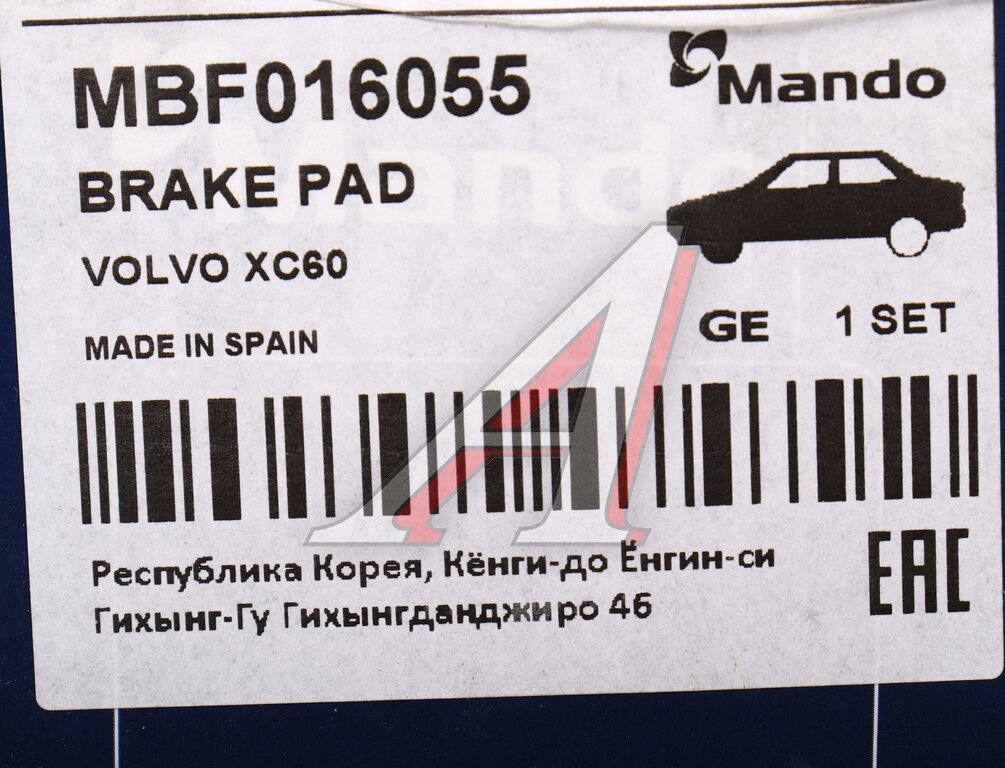 MBF016055
Mando
BRAKE PAD
VOLVO XC60
GE 1 SET
MADE IN SPAIN
Республика Корея, Кёнги-до Ёнгин-си
Гихынг-Гу Гихынгданджиро 46
EAC